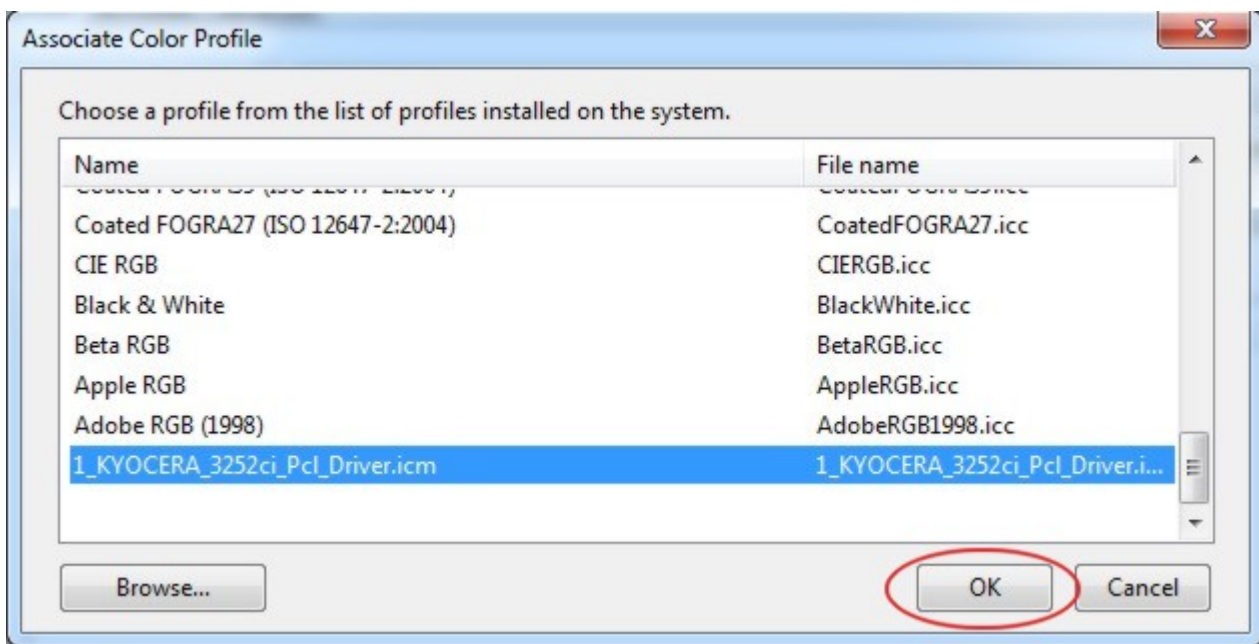 Associate Color Profile
Choose a profile from the list of profiles installed on the system.
Name File name
Coated FOGRA27 (ISO 12647-2:2004) CoatedFOGRA27.icc
CIE RGB CIERGB.icc
Black & White BlackWhite.icc
Beta RGB BetaRGB.icc
Apple RGB AppleRGB.icc
Adobe RGB (1998) AdobeRGB1998.icc
1_KYOCERA_3252ci_Pcl_Driver.icm 1_KYOCERA_3252ci_Pcl_Driver.i...
Browse... OK Cancel